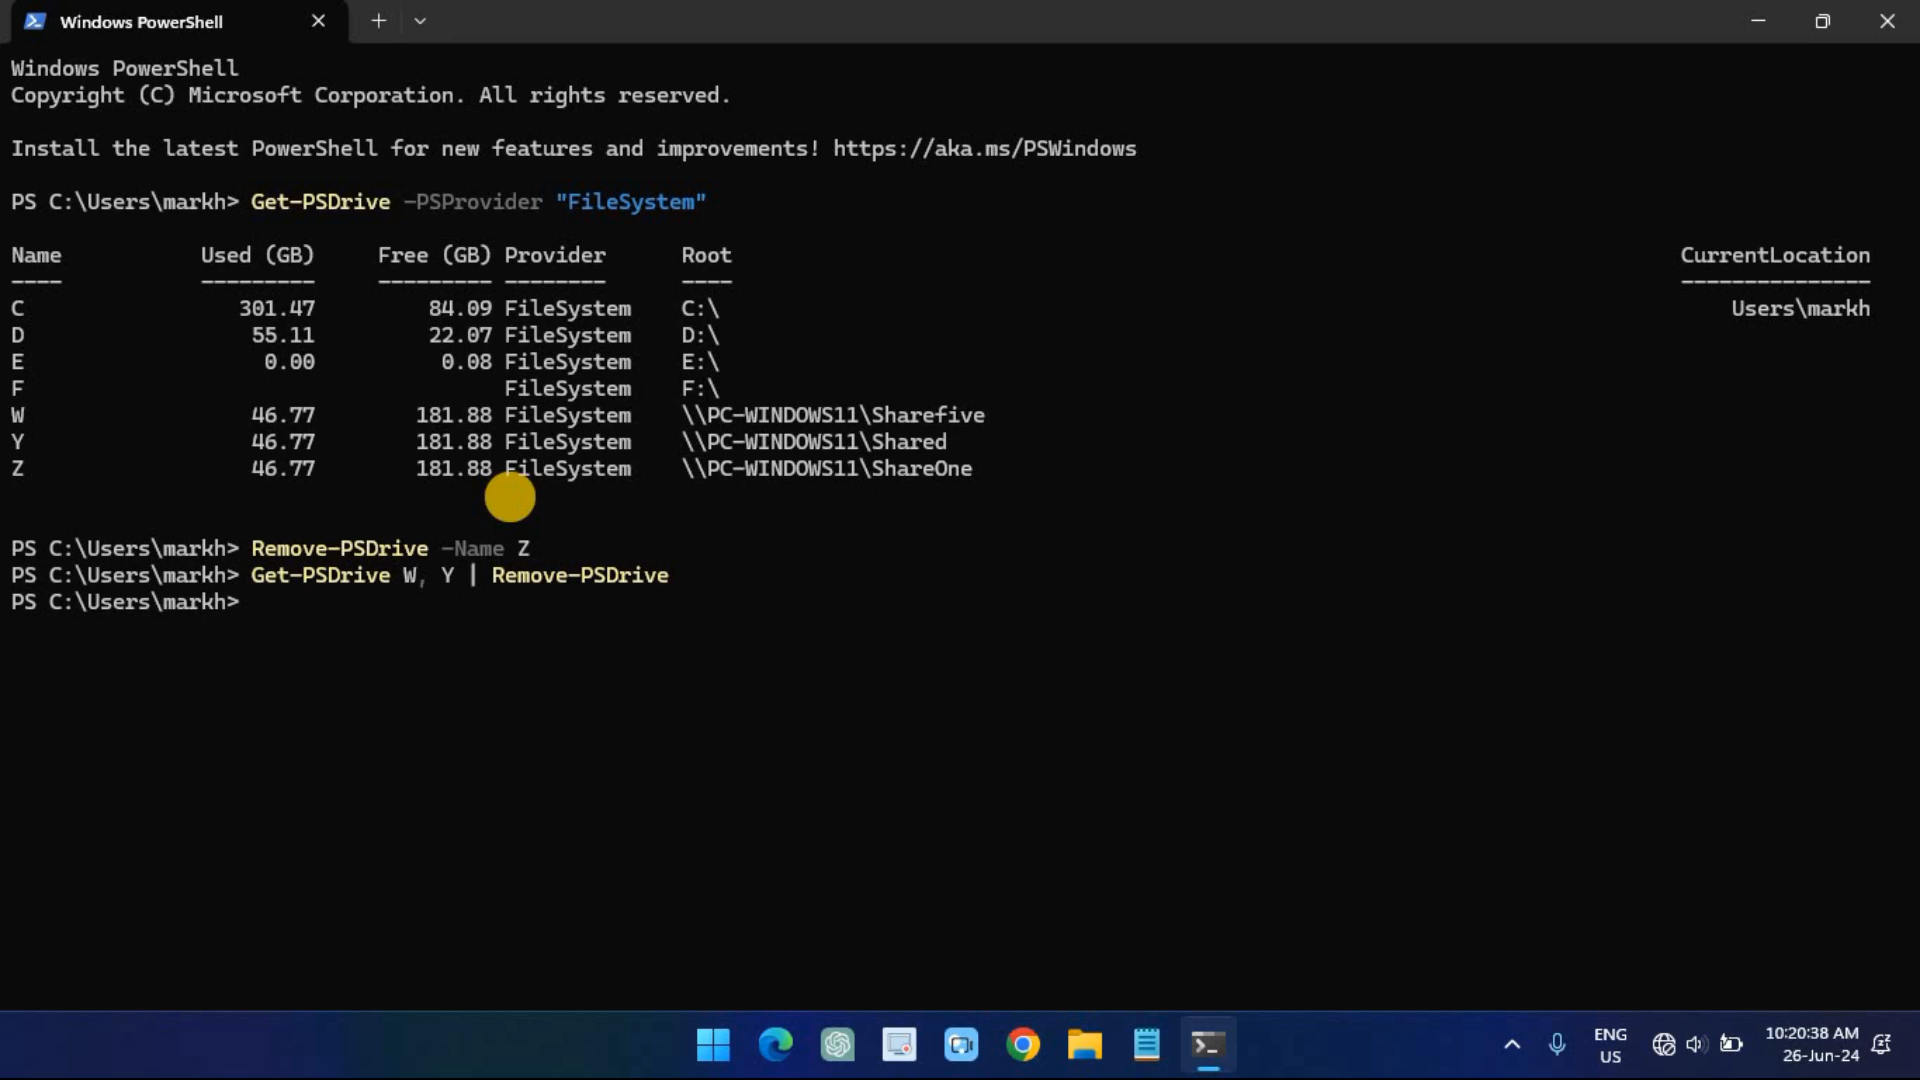 Windows PowerShell
Windows PowerShell
Copyright (C) Microsoft Corporation. All rights reserved.
Install the latest PowerShell for new features and improvements! https://aka.ms/PSWindows
PS C:\Users\markh> Get-PSDrive -PSProvider "FileSystem"
Name Used (GB) Free (GB) Provider Root CurrentLocation
---- --------- --------- -------- ---- ---------------
C 301.47 84.09 FileSystem C:\ Users\markh
D 55.11 22.07 FileSystem D:\
E 0.00 0.08 FileSystem E:\
F FileSystem F:\
W 46.77 181.88 FileSystem \\PC-WINDOWS11\Sharefive
Y 46.77 181.88 FileSystem \\PC-WINDOWS11\Shared
Z 46.77 181.88 FileSystem \\PC-WINDOWS11\ShareOne
PS C:\Users\markh> Remove-PSDrive -Name Z
PS C:\Users\markh> Get-PSDrive W, Y | Remove-PSDrive
PS C:\Users\markh>
ENG 10:20:38 AM
US 26-Jun-24